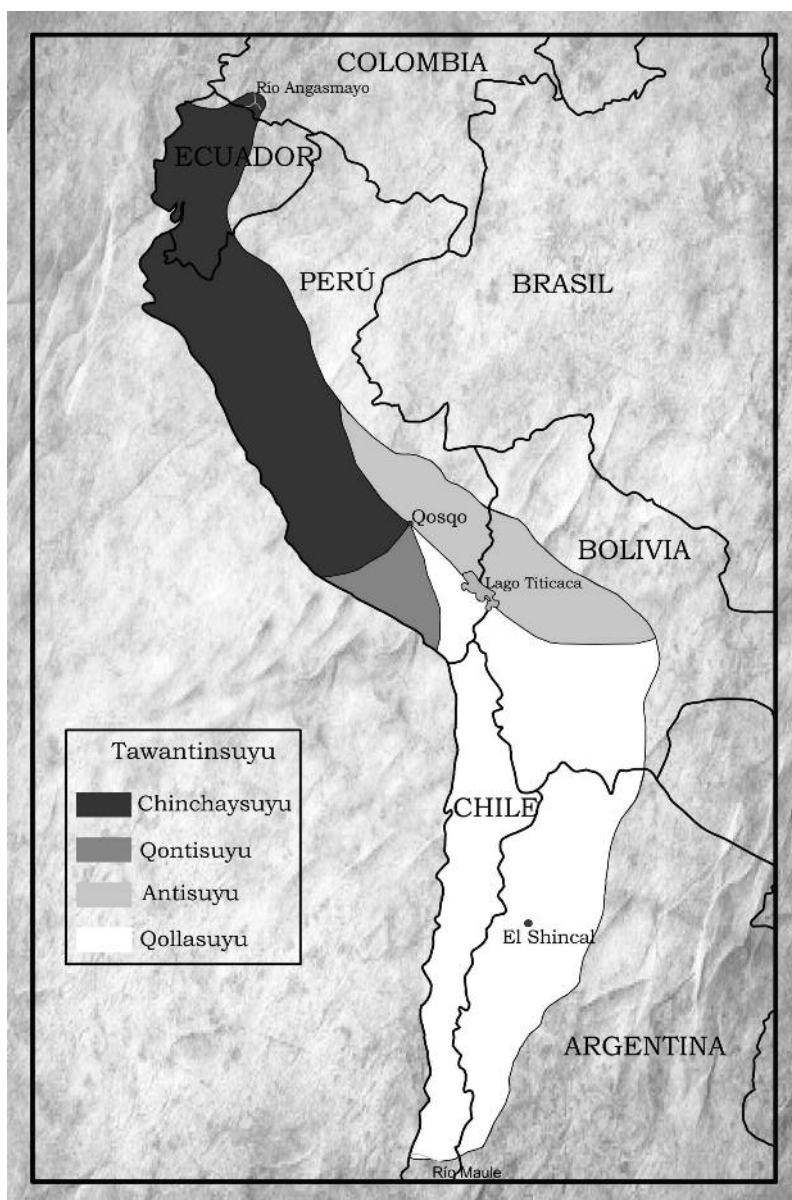 COLOMBIA
Río Angasmayo
ECUADOR
PERÚ
BRASIL
Qosqo
BOLIVIA
Lago Titicaca
Tawantinsuyu
Chinchaysuyu
Qontisuyu
Antisuyu
Qollasuyu
CHILE
El Shincal
ARGENTINA
Río Maule